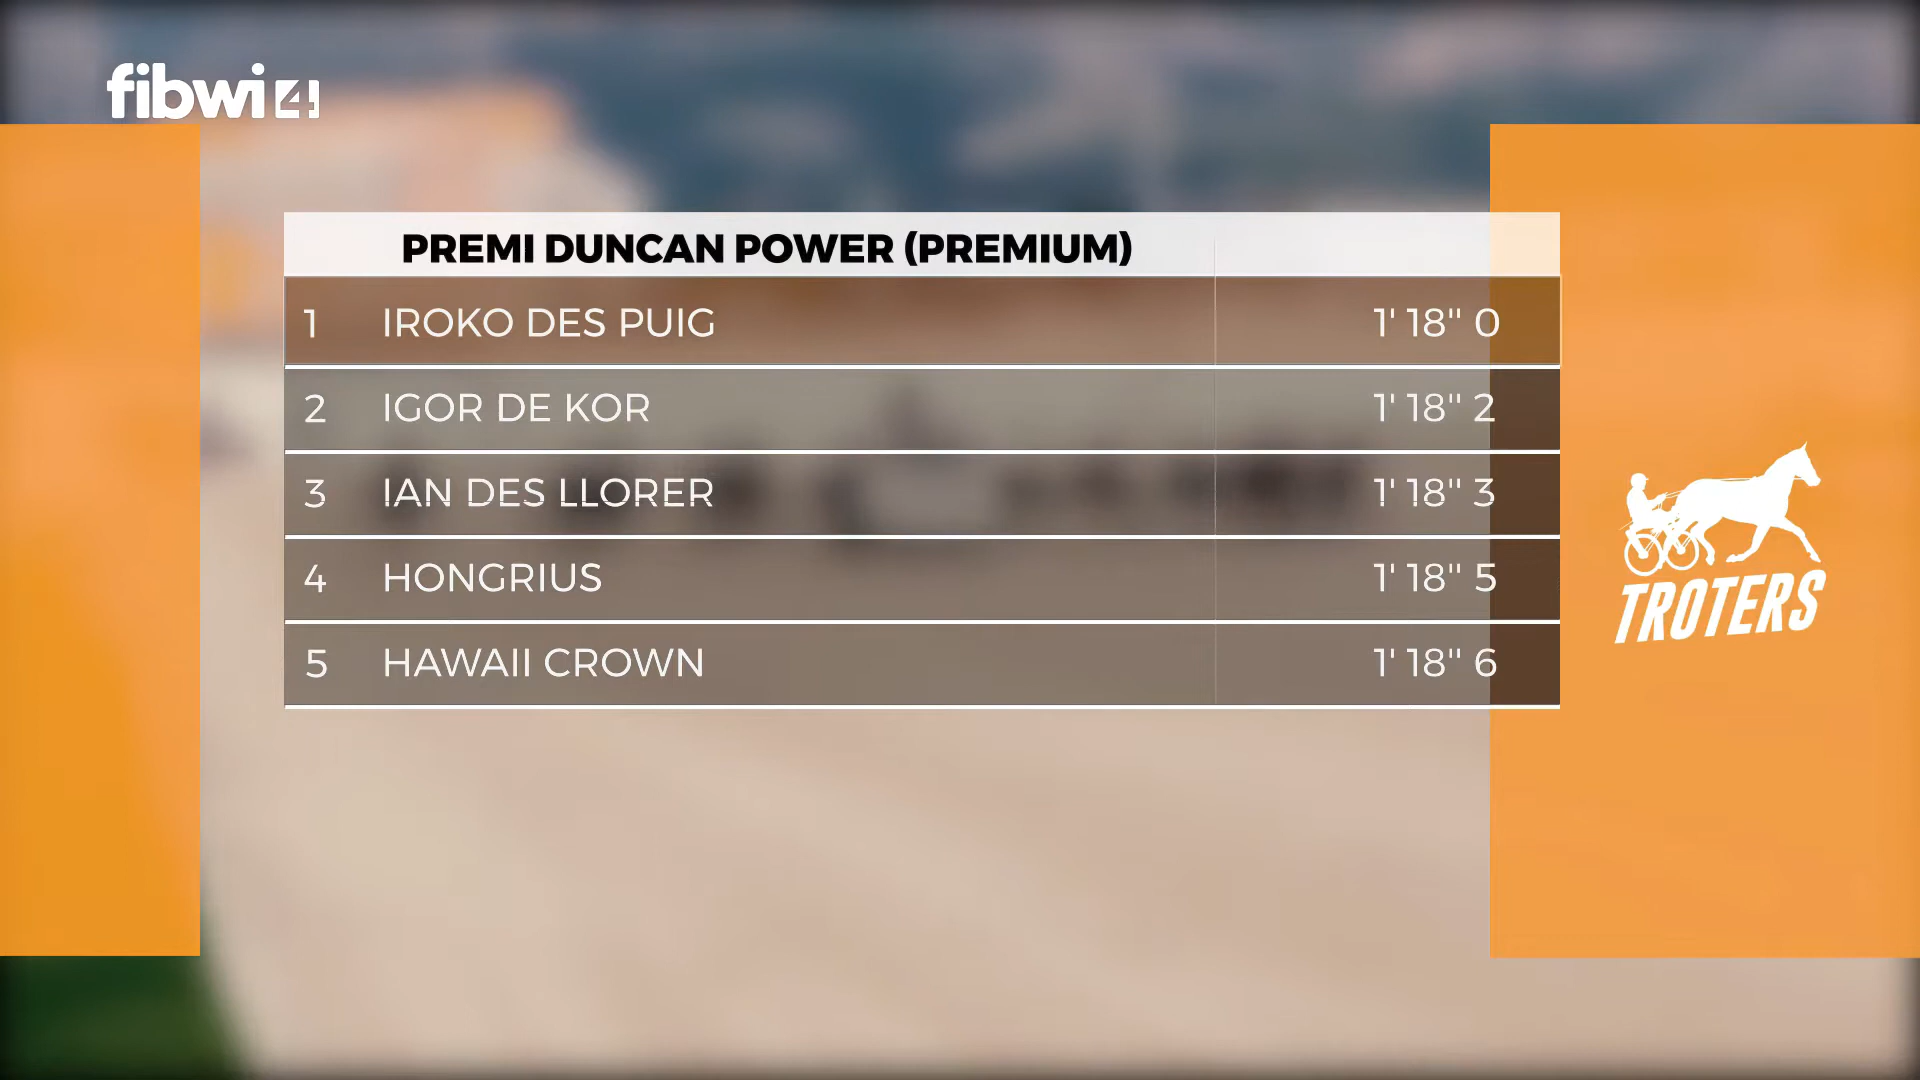 fibwi4
PREMI DUNCAN POWER (PREMIUM)
1 IROKO DES PUIG 1' 18" 0
2 IGOR DE KOR 1' 18" 2
3 IAN DES LLORER 1' 18" 3
4 HONGRIUS 1' 18" 5
5 HAWAII CROWN 1' 18" 6
TROTERS